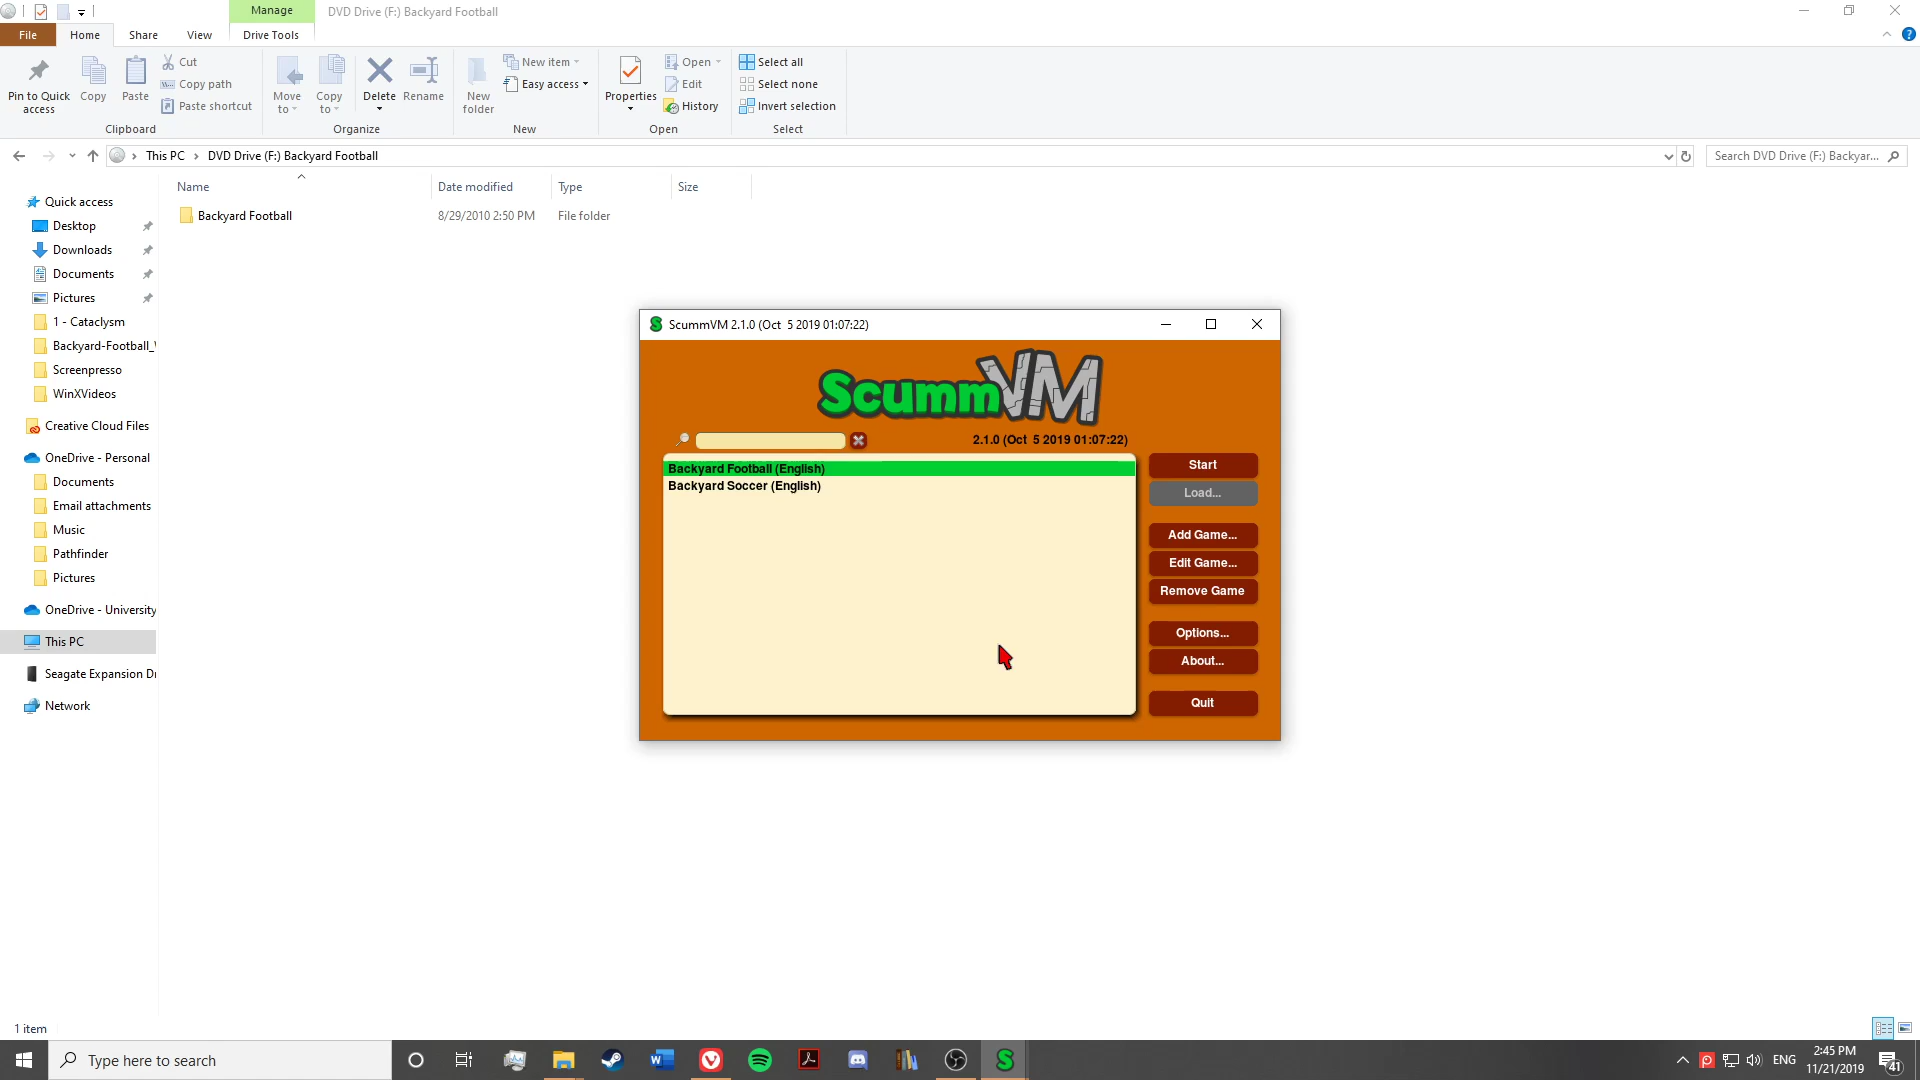 Manage
DVD Drive (F:) Backyard Football
File
Home
Share
View
Drive Tools
Pin to Quick access
Copy
Paste
Cut
Copy path
Paste shortcut
Clipboard
Move to
Copy to
Delete
Rename
Organize
New folder
New item
Easy access
New
Properties
Open
Edit
History
Open
Select all
Select none
Invert selection
Select
This PC
DVD Drive (F:) Backyard Football
Search DVD Drive (F:) Backyar...
Name
Date modified
Type
Size
Backyard Football
8/29/2010 2:50 PM
File folder
Quick access
Desktop
Downloads
Documents
Pictures
1 - Cataclysm
Backyard-Football_
Screenpresso
WinXVideos
Creative Cloud Files
OneDrive - Personal
Documents
Email attachments
Music
Pathfinder
Pictures
OneDrive - University
This PC
Seagate Expansion
Network
ScummVM 2.1.0 (Oct 5 2019 01:07:22)
ScummVM
2.1.0 (Oct 5 2019 01:07:22)
Backyard Football (English)
Backyard Soccer (English)
Start
Load...
Add Game...
Edit Game...
Remove Game
Options...
About...
Quit
1 item
Type here to search
ENG
2:45 PM
11/21/2019
41